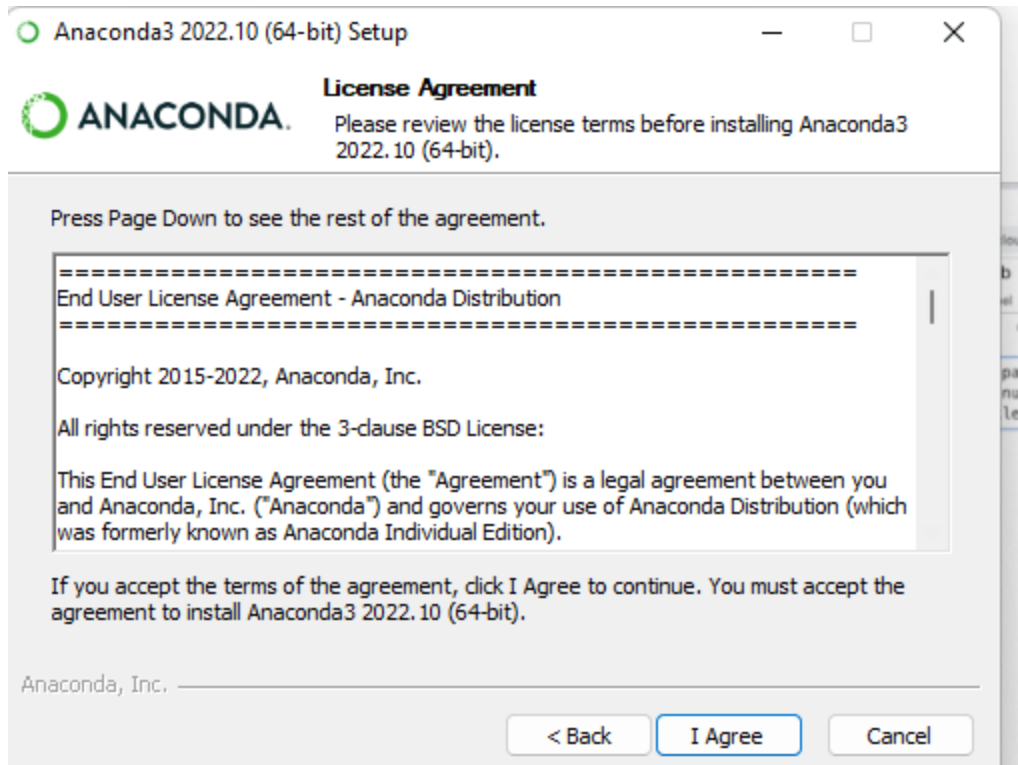 Anaconda3 2022.10 (64-bit) Setup
License Agreement
ANACONDA.
Please review the license terms before installing Anaconda3
2022.10 (64-bit).
Press Page Down to see the rest of the agreement.
==================================================
End User License Agreement - Anaconda Distribution
==================================================
Copyright 2015-2022, Anaconda, Inc.
All rights reserved under the 3-clause BSD License:
This End User License Agreement (the "Agreement") is a legal agreement between you
and Anaconda, Inc. ("Anaconda") and governs your use of Anaconda Distribution (which
was formerly known as Anaconda Individual Edition).
If you accept the terms of the agreement, click I Agree to continue. You must accept the
agreement to install Anaconda3 2022.10 (64-bit).
Anaconda, Inc.
< Back
I Agree
Cancel